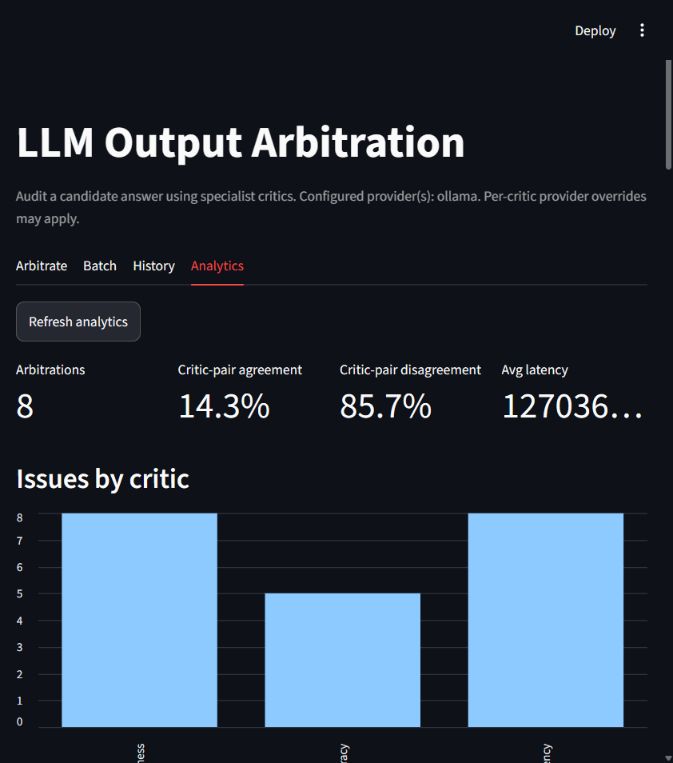 Deploy
LLM Output Arbitration
Audit a candidate answer using specialist critics. Configured provider(s): ollama. Per-critic provider overrides
may apply.
Arbitrate Batch History Analytics
Refresh analytics
Arbitrations Critic-pair agreement Critic-pair disagreement Avg latency
8 14.3% 85.7% 127036…
Issues by critic
8
7
6
5
4
3
2
1
0